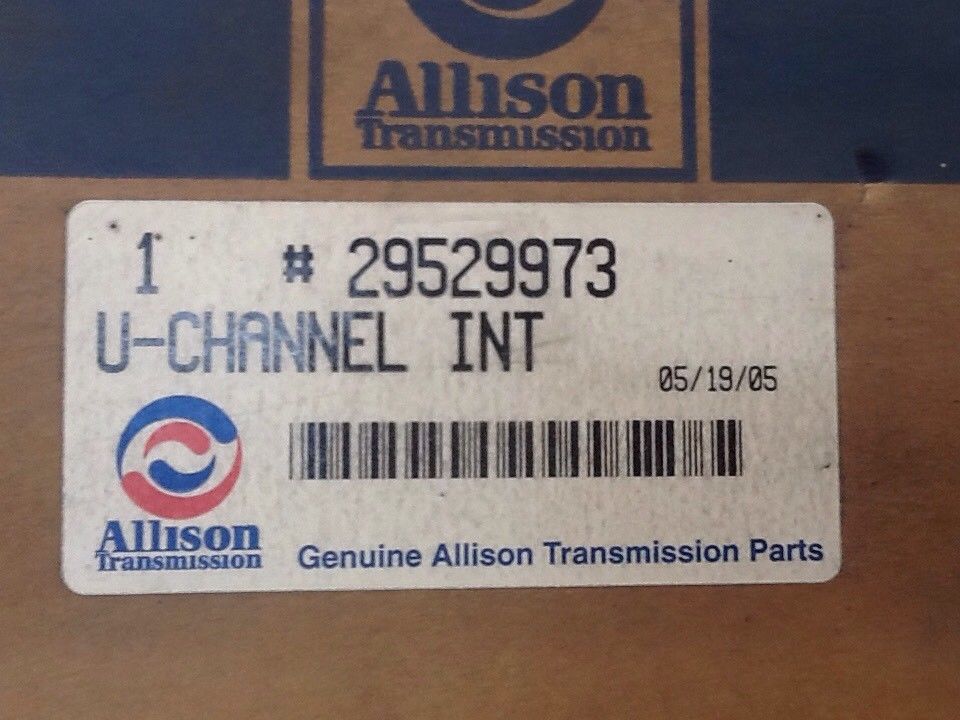 Allison
Transmission
1 # 29529973
U-CHANNEL INT
05/19/05
Allison
Transmission
Genuine Allison Transmission Parts